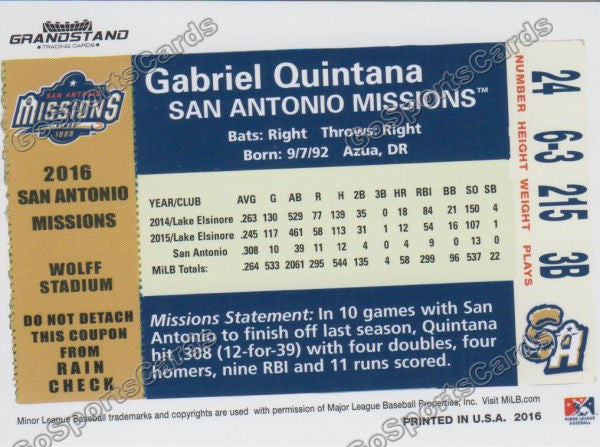 GRANDSTAND
TRADING CARDS
SAN ANTONIO
MISSIONS
1888
2016
SAN ANTONIO
MISSIONS
WOLFF
STADIUM
DO NOT DETACH
THIS COUPON
FROM
RAIN
CHECK
Gabriel Quintana
SAN ANTONIO MISSIONS™
Bats: Right Throws: Right
Born: 9/7/92 Azua, DR
YEAR/CLUB AVG G AB R H 2B 3B HR RBI BB SO SB
2014/Lake Elsinore .263 130 529 77 139 35 0 18 84 21 150 4
2015/Lake Elsinore .245 117 461 58 113 31 0 12 54 16 107 1
San Antonio .308 10 39 11 12 4 0 4 9 0 13 0
MiLB Totals: .264 533 2061 295 544 135 4 58 299 96 537 22
Missions Statement: In 10 games with San
Antonio to finish off last season, Quintana
hit .308 (12-for-39) with four doubles, four
homers, nine RBI and 11 runs scored.
24 6-3 215 3B
NUMBER HEIGHT WEIGHT PLAYS
SA
MINOR LEAGUE
BASEBALL
Minor League Baseball trademarks and copyrights are used with permission of Major League Baseball Properties, Inc. Visit MiLB.com
PRINTED IN U.S.A. 2016
GoSportsCards